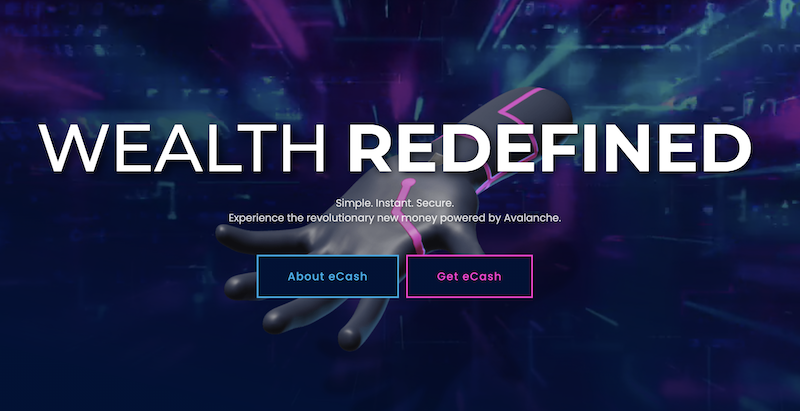 WEALTH REDEFINED
Simple. Instant. Secure.
Experience the revolutionary new money powered by Avalanche.
About eCash
Get eCash